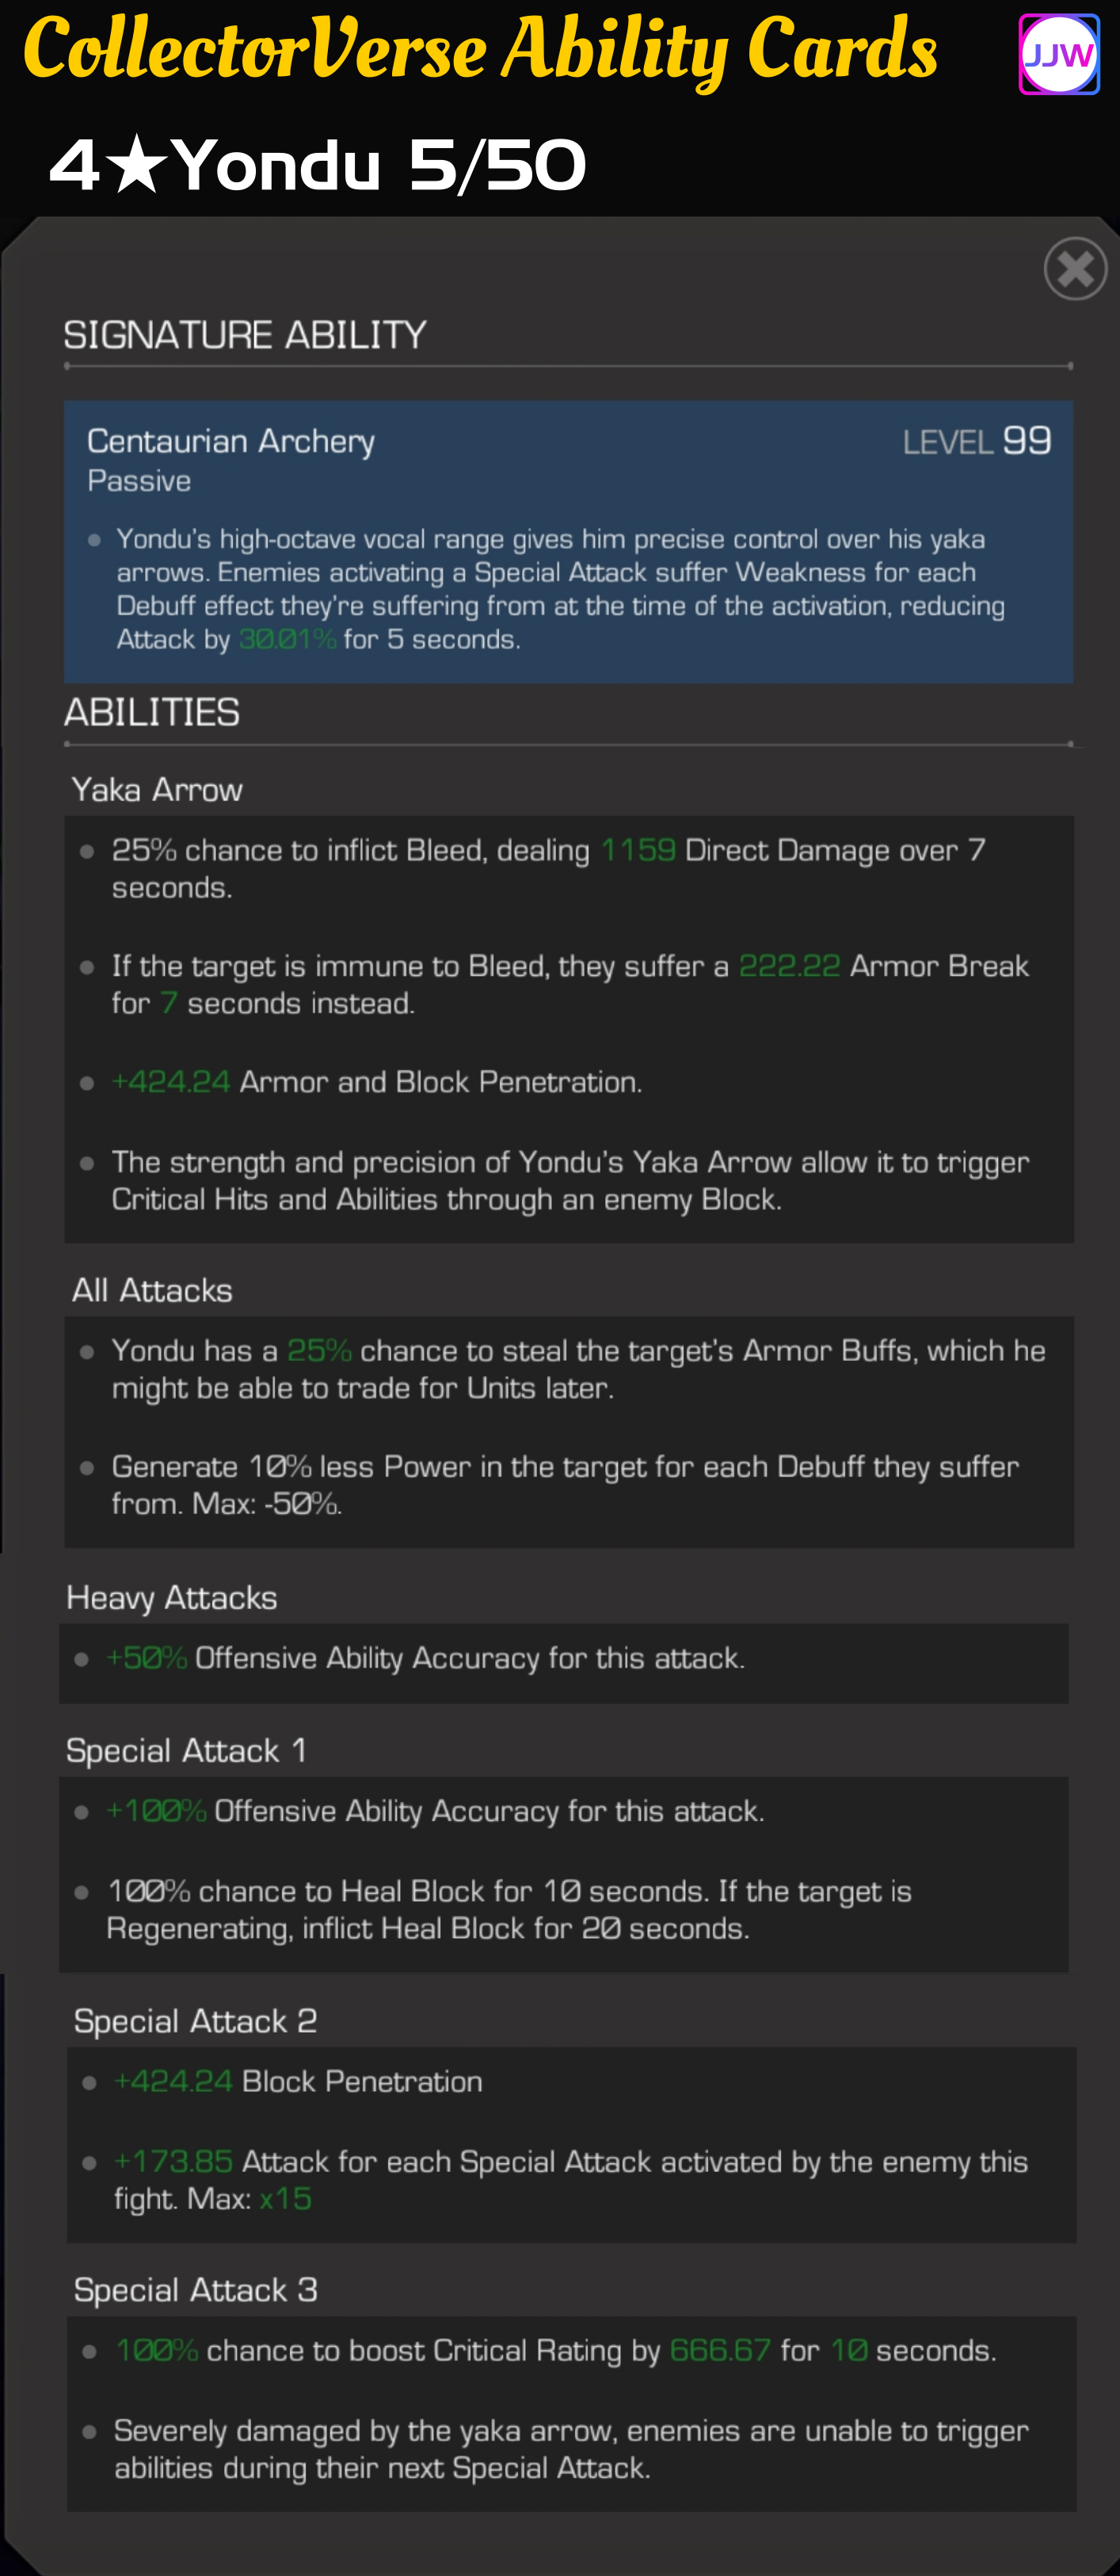 CollectorVerse Ability Cards
JJW
4★Yondu 5/50
SIGNATURE ABILITY
Centaurian Archery
LEVEL 99
Passive
Yondu's high-octave vocal range gives him precise control over his yaka
arrows. Enemies activating a Special Attack suffer Weakness for each
Debuff effect they're suffering from at the time of the activation, reducing
Attack by 30.01% for 5 seconds.
ABILITIES
Yaka Arrow
25% chance to inflict Bleed, dealing 1159 Direct Damage over 7
seconds.
If the target is immune to Bleed, they suffer a 222.22 Armor Break
for 7 seconds instead.
+424.24 Armor and Block Penetration.
The strength and precision of Yondu's Yaka Arrow allow it to trigger
Critical Hits and Abilities through an enemy Block.
All Attacks
Yondu has a 25% chance to steal the target's Armor Buffs, which he
might be able to trade for Units later.
Generate 10% less Power in the target for each Debuff they suffer
from. Max: -50%.
Heavy Attacks
+50% Offensive Ability Accuracy for this attack.
Special Attack 1
+100% Offensive Ability Accuracy for this attack.
100% chance to Heal Block for 10 seconds. If the target is
Regenerating, inflict Heal Block for 20 seconds.
Special Attack 2
+424.24 Block Penetration
+173.85 Attack for each Special Attack activated by the enemy this
fight. Max: x15
Special Attack 3
100% chance to boost Critical Rating by 666.67 for 10 seconds.
Severely damaged by the yaka arrow, enemies are unable to trigger
abilities during their next Special Attack.